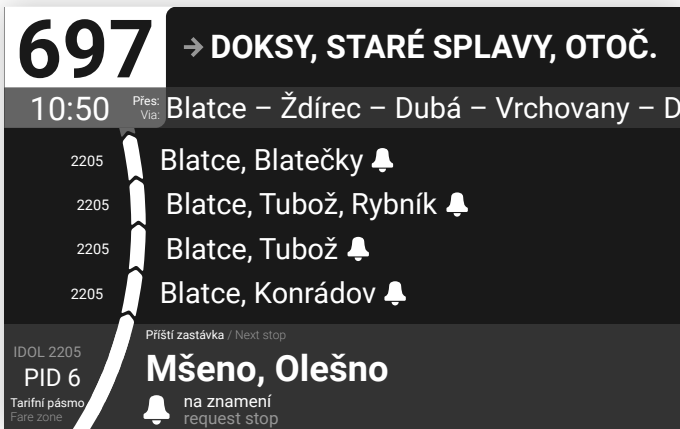 697
→ DOKSY, STARÉ SPLAVY, OTOČ.
10:50
Přes:
Via:
Blatce – Ždírec – Dubá – Vrchovany – D
2205 Blatce, Blatečky
2205 Blatce, Tubož, Rybník
2205 Blatce, Tubož
2205 Blatce, Konrádov
Příští zastávka / Next stop
IDOL 2205
PID 6
Mšeno, Olešno
Tarifní pásmo
Fare zone
na znamení
request stop